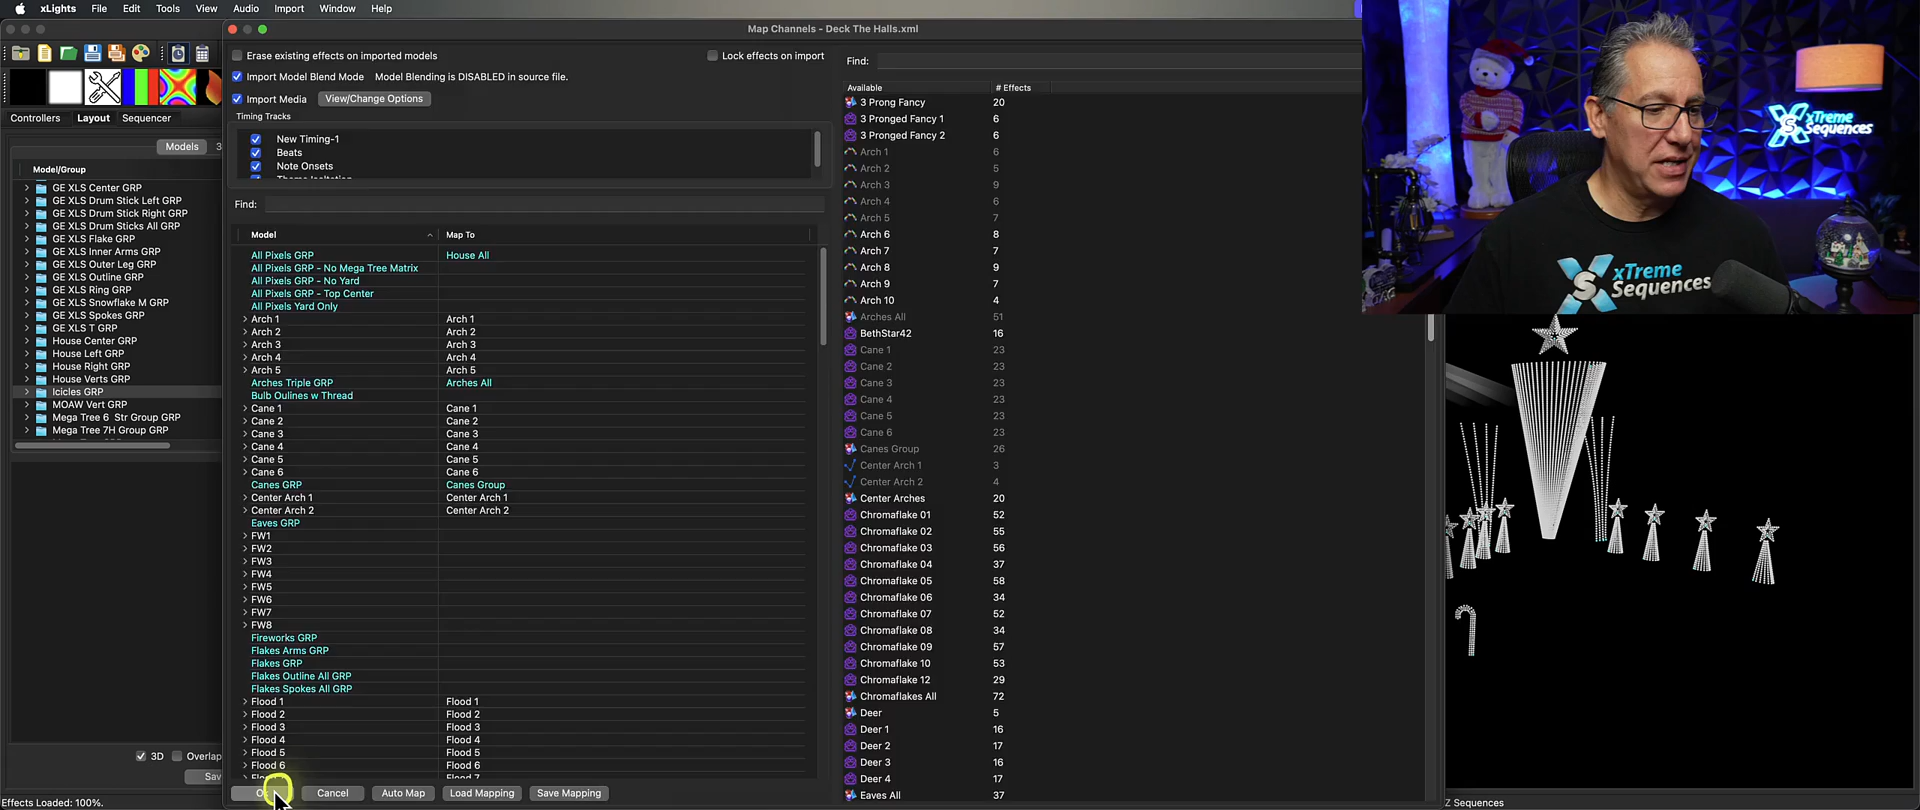 xLights File Edit Tools View Audio Import Window Help
Map Channels - Deck The Halls.xml
Controllers Layout Sequencer
Models 3
Model/Group
GE XLS Center GRP
GE XLS Drum Stick Left GRP
GE XLS Drum Stick Right GRP
GE XLS Drum Sticks All GRP
GE XLS Flake GRP
GE XLS Inner Arms GRP
GE XLS Outer Leg GRP
GE XLS Outline GRP
GE XLS Ring GRP
GE XLS Snowflake M GRP
GE XLS Spokes GRP
GE XLS T GRP
House Center GRP
House Left GRP
House Right GRP
House Verts GRP
Icicles GRP
MOAW Vert GRP
Mega Tree 6 Str Group GRP
Mega Tree 7H Group GRP
3D Overlap
Sav
Effects Loaded: 100%.
Erase existing effects on imported models
Lock effects on import
Import Model Blend Mode Model Blending is DISABLED in source file.
Import Media View/Change Options
Timing Tracks
New Timing-1
Beats
Note Onsets
Find:
Model Map To
All Pixels GRP House All
All Pixels GRP - No Mega Tree Matrix
All Pixels GRP - No Yard
All Pixels GRP - Top Center
All Pixels Yard Only
Arch 1 Arch 1
Arch 2 Arch 2
Arch 3 Arch 3
Arch 4 Arch 4
Arch 5 Arch 5
Arches Triple GRP Arches All
Bulb Oulines w Thread
Cane 1 Cane 1
Cane 2 Cane 2
Cane 3 Cane 3
Cane 4 Cane 4
Cane 5 Cane 5
Cane 6 Cane 6
Canes GRP Canes Group
Center Arch 1 Center Arch 1
Center Arch 2 Center Arch 2
Eaves GRP
FW1
FW2
FW3
FW4
FW5
FW6
FW7
FW8
Fireworks GRP
Flakes Arms GRP
Flakes GRP
Flakes Outline All GRP
Flakes Spokes All GRP
Flood 1 Flood 1
Flood 2 Flood 2
Flood 3 Flood 3
Flood 4 Flood 4
Flood 5 Flood 5
Flood 6 Flood 6
Flood 7
Cancel Auto Map Load Mapping Save Mapping
Find:
Available # Effects
3 Prong Fancy 20
3 Pronged Fancy 1 6
3 Pronged Fancy 2 6
Arch 1 6
Arch 2 5
Arch 3 9
Arch 4 6
Arch 5 7
Arch 6 8
Arch 7 7
Arch 8 9
Arch 9 7
Arch 10 4
Arches All 51
BethStar42 16
Cane 1 23
Cane 2 23
Cane 3 23
Cane 4 23
Cane 5 23
Cane 6 23
Canes Group 26
Center Arch 1 3
Center Arch 2 4
Center Arches 20
Chromaflake 01 52
Chromaflake 02 55
Chromaflake 03 56
Chromaflake 04 37
Chromaflake 05 58
Chromaflake 06 34
Chromaflake 07 52
Chromaflake 08 34
Chromaflake 09 57
Chromaflake 10 53
Chromaflake 12 29
Chromaflakes All 72
Deer 5
Deer 1 16
Deer 2 17
Deer 3 16
Deer 4 17
Eaves All 37
xTreme
Sequences
xTreme
Sequences
Z Sequences